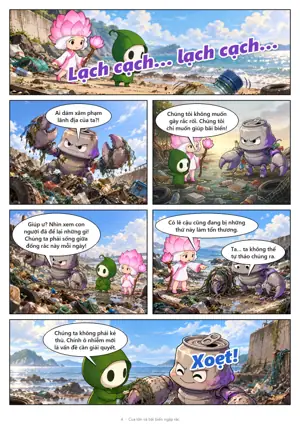 Lạch cạch... lạch cạch...
Ai dám xâm phạm
lãnh địa của ta?!
Chúng tôi không muốn
gây rắc rối. Chúng tôi
chỉ muốn giúp bãi biển!
Giúp ư? Nhìn xem con
người đã để lại những gì!
Chúng ta phải sống giữa
đống rác này mỗi ngày!
Có lẽ cậu cũng đang bị những
thứ này làm tổn thương.
Ta... ta không thể
tự tháo chúng ra.
Chúng ta không phải kẻ
thù. Chính ô nhiễm mới
là vấn đề cần giải quyết.
Xoẹt!